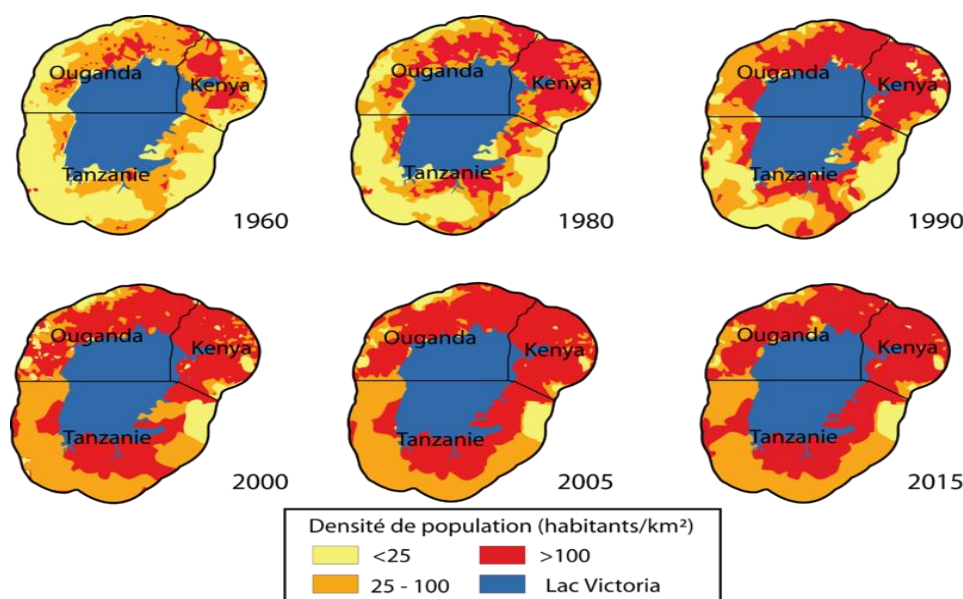 Ouganda
Kenya
Tanzanie
1960
Ouganda
Kenya
Tanzanie
1980
Ouganda
Kenya
Tanzanie
1990
Ouganda
Kenya
Tanzanie
2000
Ouganda
Kenya
Tanzanie
2005
Ouganda
Kenya
Tanzanie
2015
Densité de population (habitants/km²)
<25
>100
25 - 100
Lac Victoria